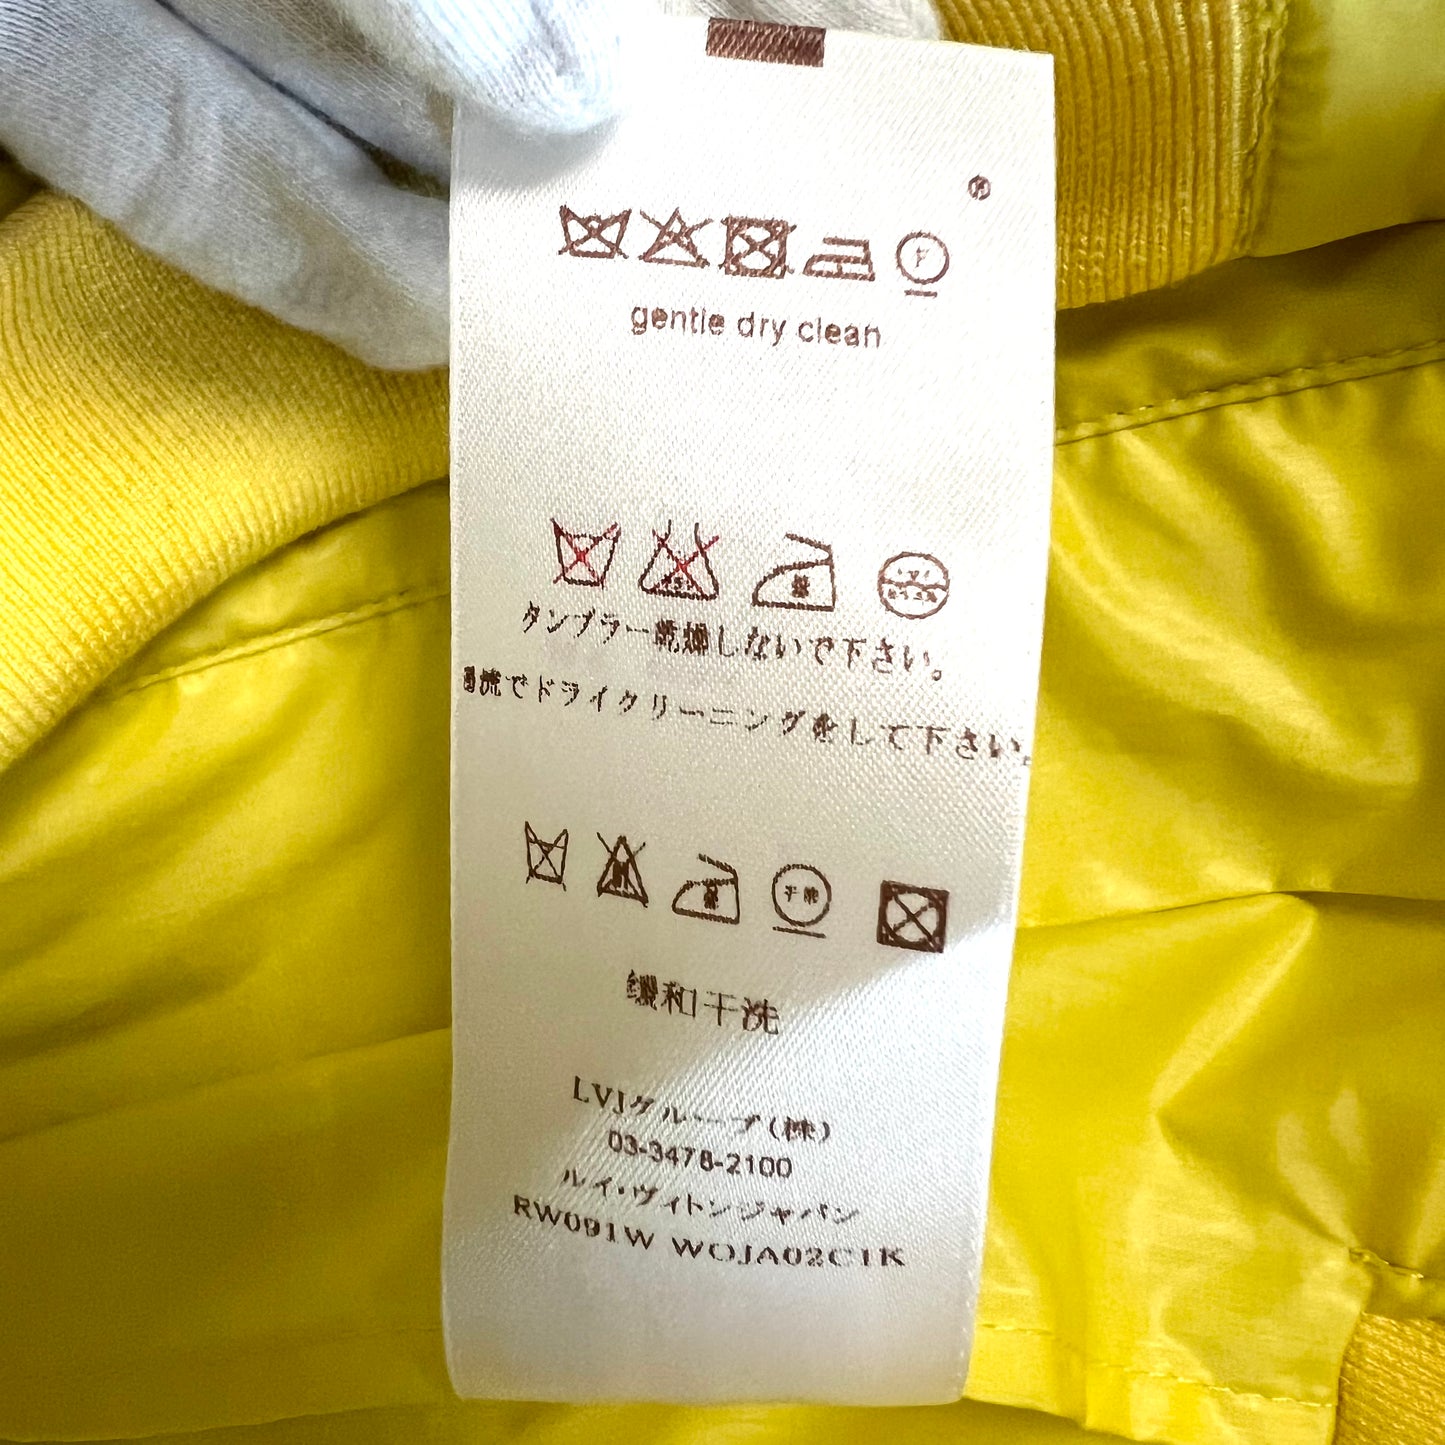 ®
F
gentle dry clean
タンブラー乾燥しないで下さい。
流でドライクリーニングをして下さい。
干洗
缓和干洗
LVJグループ(株)
03-3478-2100
ルイ・ヴィトンジャパン
RW091W WOJA02C1K